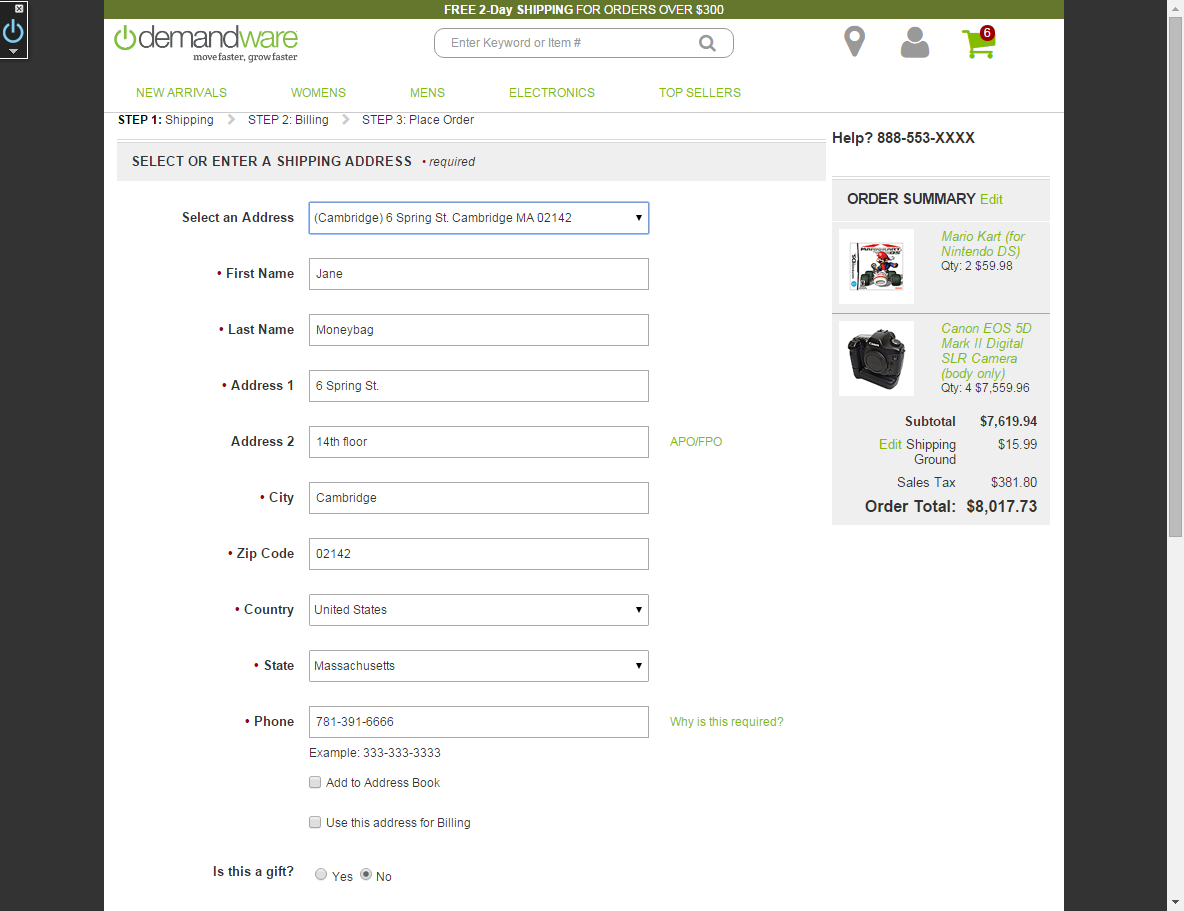 FREE 2-Day SHIPPING FOR ORDERS OVER $300
demandware
move faster, grow faster
Enter Keyword or Item #
6
NEW ARRIVALS
WOMENS
MENS
ELECTRONICS
TOP SELLERS
STEP 1: Shipping
STEP 2: Billing
STEP 3: Place Order
SELECT OR ENTER A SHIPPING ADDRESS • required
Select an Address
(Cambridge) 6 Spring St. Cambridge MA 02142
• First Name
Jane
• Last Name
Moneybag
• Address 1
6 Spring St.
Address 2
14th floor
APO/FPO
• City
Cambridge
• Zip Code
02142
• Country
United States
• State
Massachusetts
• Phone
781-391-6666
Why is this required?
Example: 333-333-3333
Add to Address Book
Use this address for Billing
Is this a gift?
Yes
No
Help? 888-553-XXXX
ORDER SUMMARY Edit
MARIOKART
Mario Kart (for
Nintendo DS)
Qty: 2 $59.98
Canon
Canon EOS 5D
Mark II Digital
SLR Camera
(body only)
Qty: 4 $7,559.96
Subtotal $7,619.94
Edit Shipping $15.99
Ground
Sales Tax $381.80
Order Total: $8,017.73